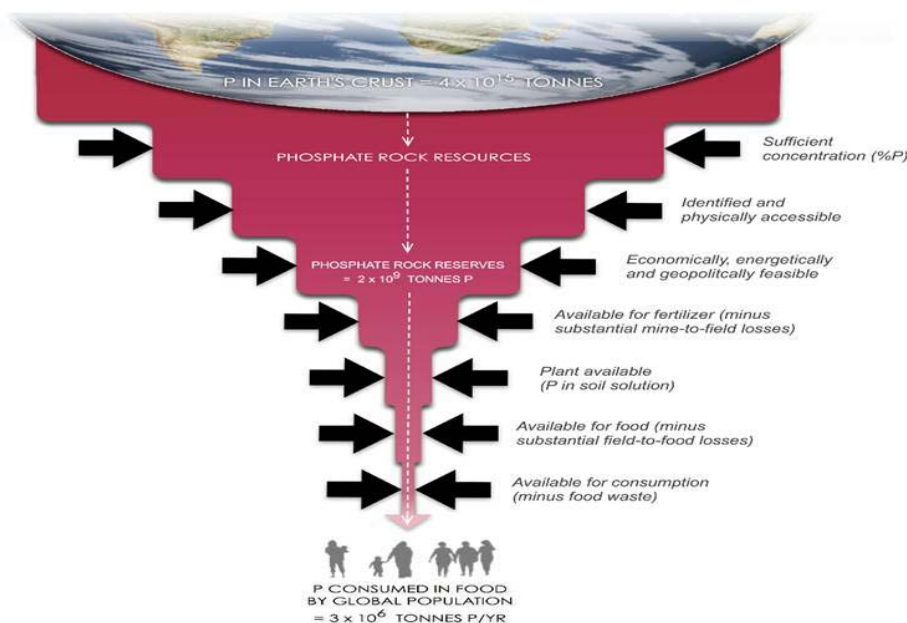 P IN EARTH'S CRUST = 4 x 10¹⁵ TONNES
PHOSPHATE ROCK RESOURCES
Sufficient
concentration (%P)
Identified and
physically accessible
PHOSPHATE ROCK RESERVES
= 2 x 10⁹ TONNES P
Economically, energetically
and geopolitcally feasible
Available for fertilizer (minus
substantial mine-to-field losses)
Plant available
(P in soil solution)
Available for food (minus
substantial field-to-food losses)
Available for consumption
(minus food waste)
P CONSUMED IN FOOD
BY GLOBAL POPULATION
= 3 x 10⁶ TONNES P/YR